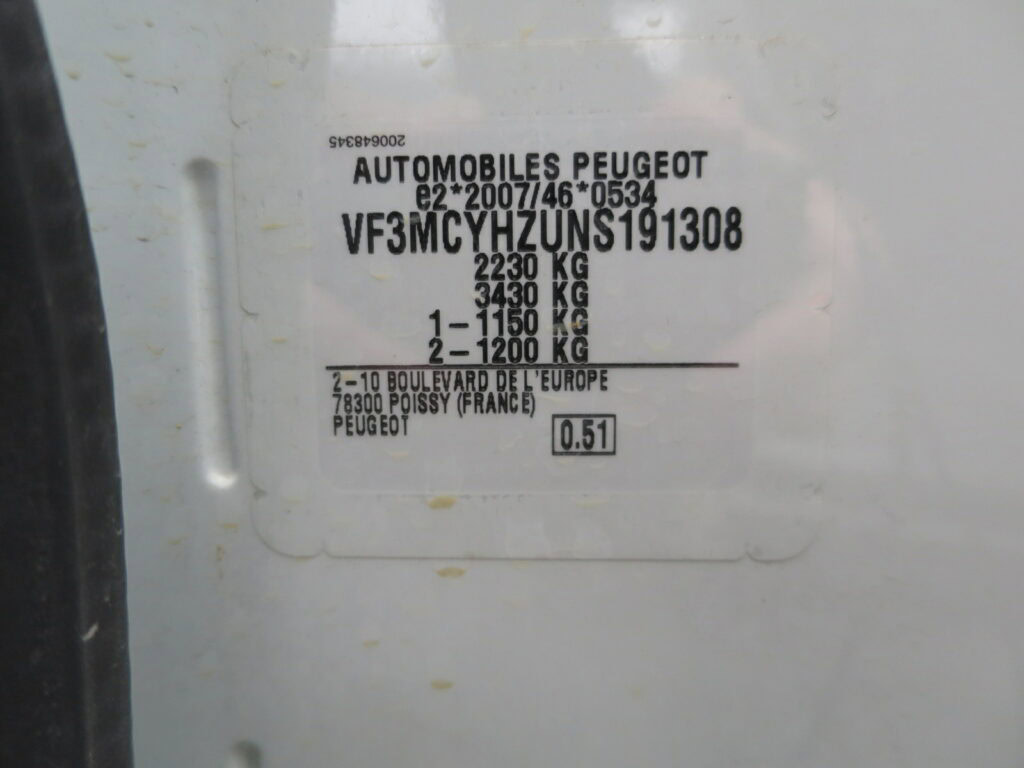 200648345
AUTOMOBILES PEUGEOT
e2*2007/46*0534
VF3MCYHZUNS191308
2230 KG
3430 KG
1-1150 KG
2-1200 KG
2-10 BOULEVARD DE L'EUROPE
78300 POISSY (FRANCE)
PEUGEOT
0.51